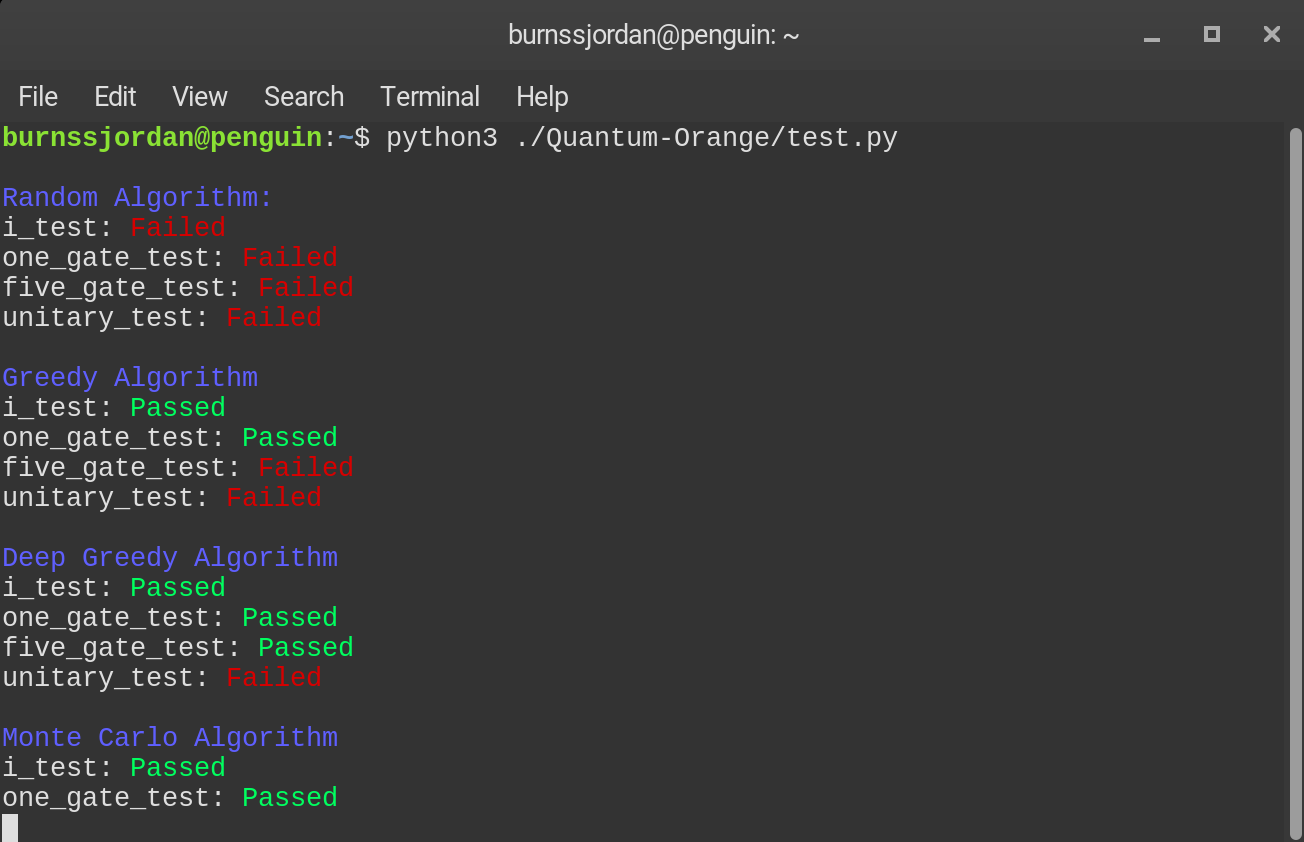 burnssjordan@penguin: ~
File Edit View Search Terminal Help
burnssjordan@penguin:~$ python3 ./Quantum-Orange/test.py
Random Algorithm:
i_test: Failed
one_gate_test: Failed
five_gate_test: Failed
unitary_test: Failed
Greedy Algorithm
i_test: Passed
one_gate_test: Passed
five_gate_test: Failed
unitary_test: Failed
Deep Greedy Algorithm
i_test: Passed
one_gate_test: Passed
five_gate_test: Passed
unitary_test: Failed
Monte Carlo Algorithm
i_test: Passed
one_gate_test: Passed